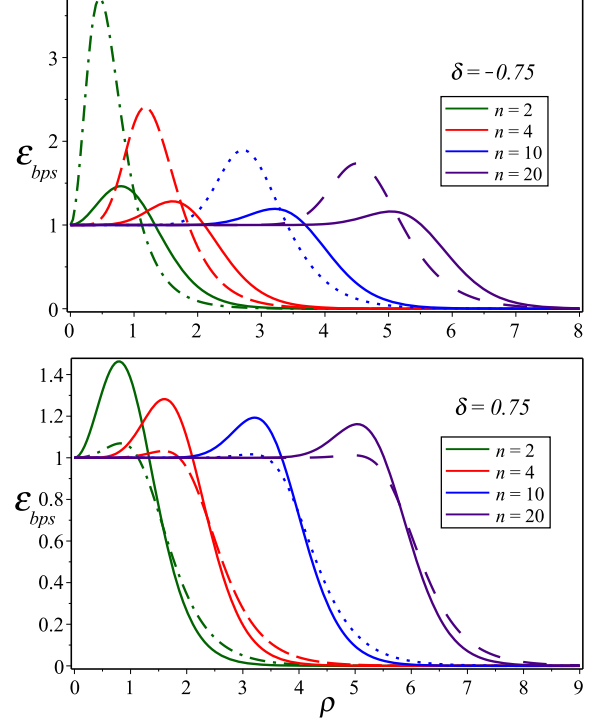 3
2
1
0
ε_bps
δ = −0.75
n = 2
n = 4
n = 10
n = 20
0 1 2 3 4 5 6 7 8
1.4
1.2
1
0.8
0.6
0.4
0.2
0
ε_bps
δ = 0.75
n = 2
n = 4
n = 10
n = 20
0 1 2 3 4 5 6 7 8 9
ρ